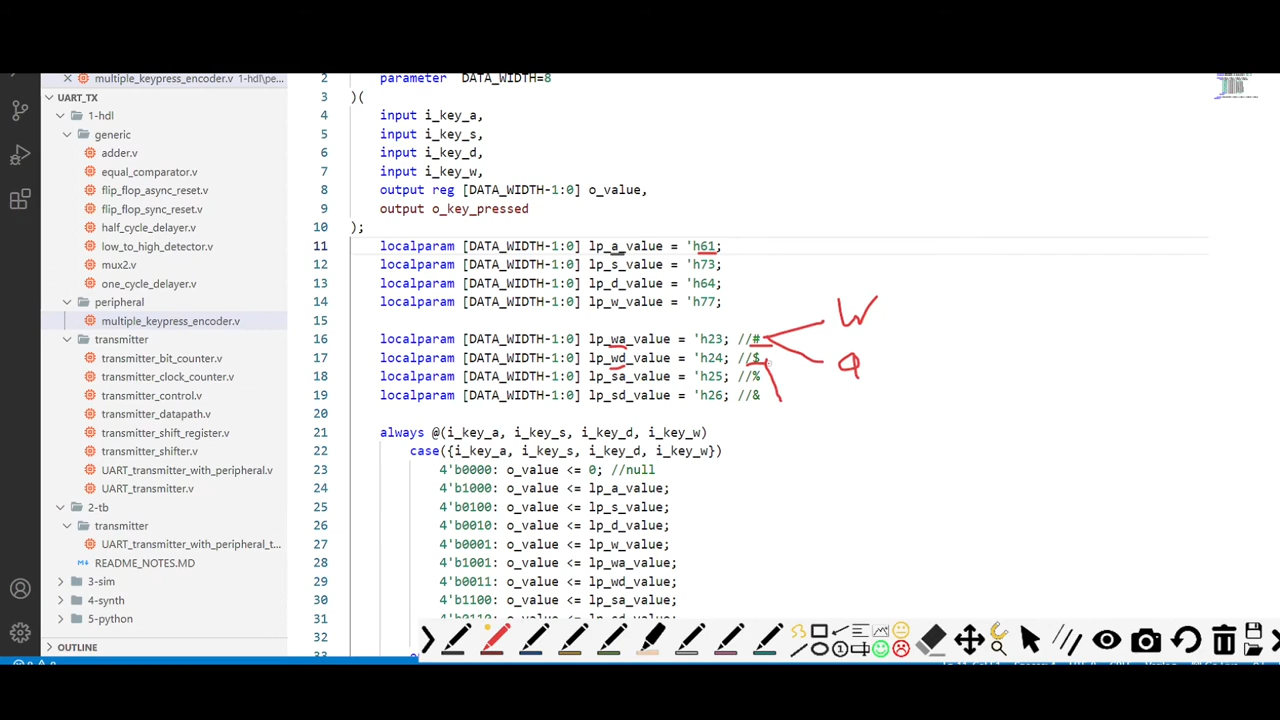 multiple_keypress_encoder.v 1-hdl\pe...
UART_TX
1-hdl
generic
adder.v
equal_comparator.v
flip_flop_async_reset.v
flip_flop_sync_reset.v
half_cycle_delayer.v
low_to_high_detector.v
mux2.v
one_cycle_delayer.v
peripheral
multiple_keypress_encoder.v
transmitter
transmitter_bit_counter.v
transmitter_clock_counter.v
transmitter_control.v
transmitter_datapath.v
transmitter_shift_register.v
transmitter_shifter.v
UART_transmitter_with_peripheral.v
UART_transmitter.v
2-tb
transmitter
UART_transmitter_with_peripheral_t...
README_NOTES.MD
3-sim
4-synth
5-python
OUTLINE
2 parameter DATA_WIDTH=8
3 )(
4 input i_key_a,
5 input i_key_s,
6 input i_key_d,
7 input i_key_w,
8 output reg [DATA_WIDTH-1:0] o_value,
9 output o_key_pressed
10 );
11 localparam [DATA_WIDTH-1:0] lp_a_value = 'h61;
12 localparam [DATA_WIDTH-1:0] lp_s_value = 'h73;
13 localparam [DATA_WIDTH-1:0] lp_d_value = 'h64;
14 localparam [DATA_WIDTH-1:0] lp_w_value = 'h77;
15
16 localparam [DATA_WIDTH-1:0] lp_wa_value = 'h23; //#
17 localparam [DATA_WIDTH-1:0] lp_wd_value = 'h24; //$
18 localparam [DATA_WIDTH-1:0] lp_sa_value = 'h25; //%
19 localparam [DATA_WIDTH-1:0] lp_sd_value = 'h26; //&
20
21 always @(i_key_a, i_key_s, i_key_d, i_key_w)
22 case({i_key_a, i_key_s, i_key_d, i_key_w})
23 4'b0000: o_value <= 0; //null
24 4'b1000: o_value <= lp_a_value;
25 4'b0100: o_value <= lp_s_value;
26 4'b0010: o_value <= lp_d_value;
27 4'b0001: o_value <= lp_w_value;
28 4'b1001: o_value <= lp_wa_value;
29 4'b0011: o_value <= lp_wd_value;
30 4'b1100: o_value <= lp_sa_value;
31 4'b0110: o_value <= lp_sd_value;
32
33
W
a